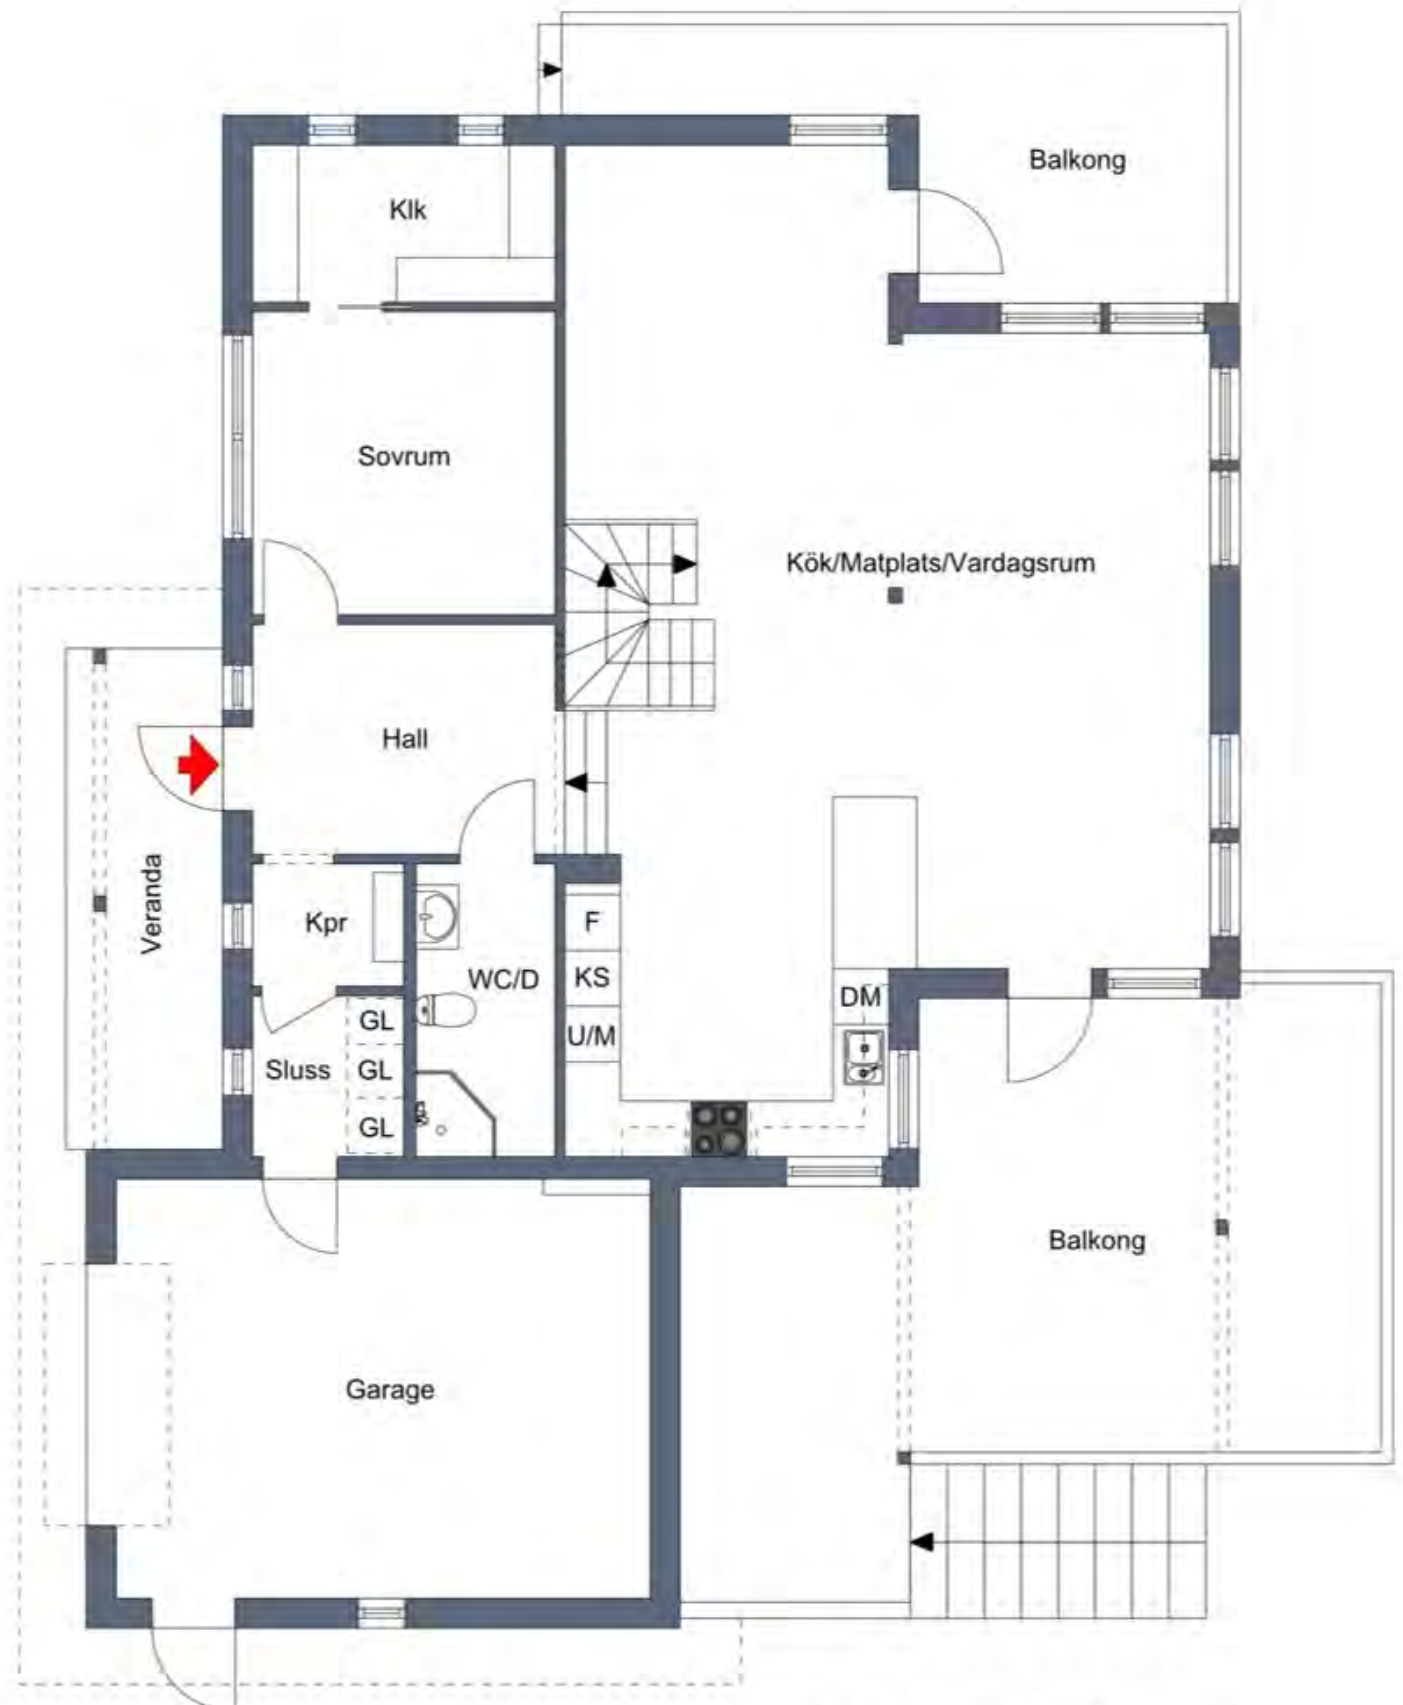 Balkong
Klk
Sovrum
Kök/Matplats/Vardagsrum
Hall
Veranda
Kpr
F
WC/D
KS
DM
GL
U/M
Sluss
GL
GL
Balkong
Garage